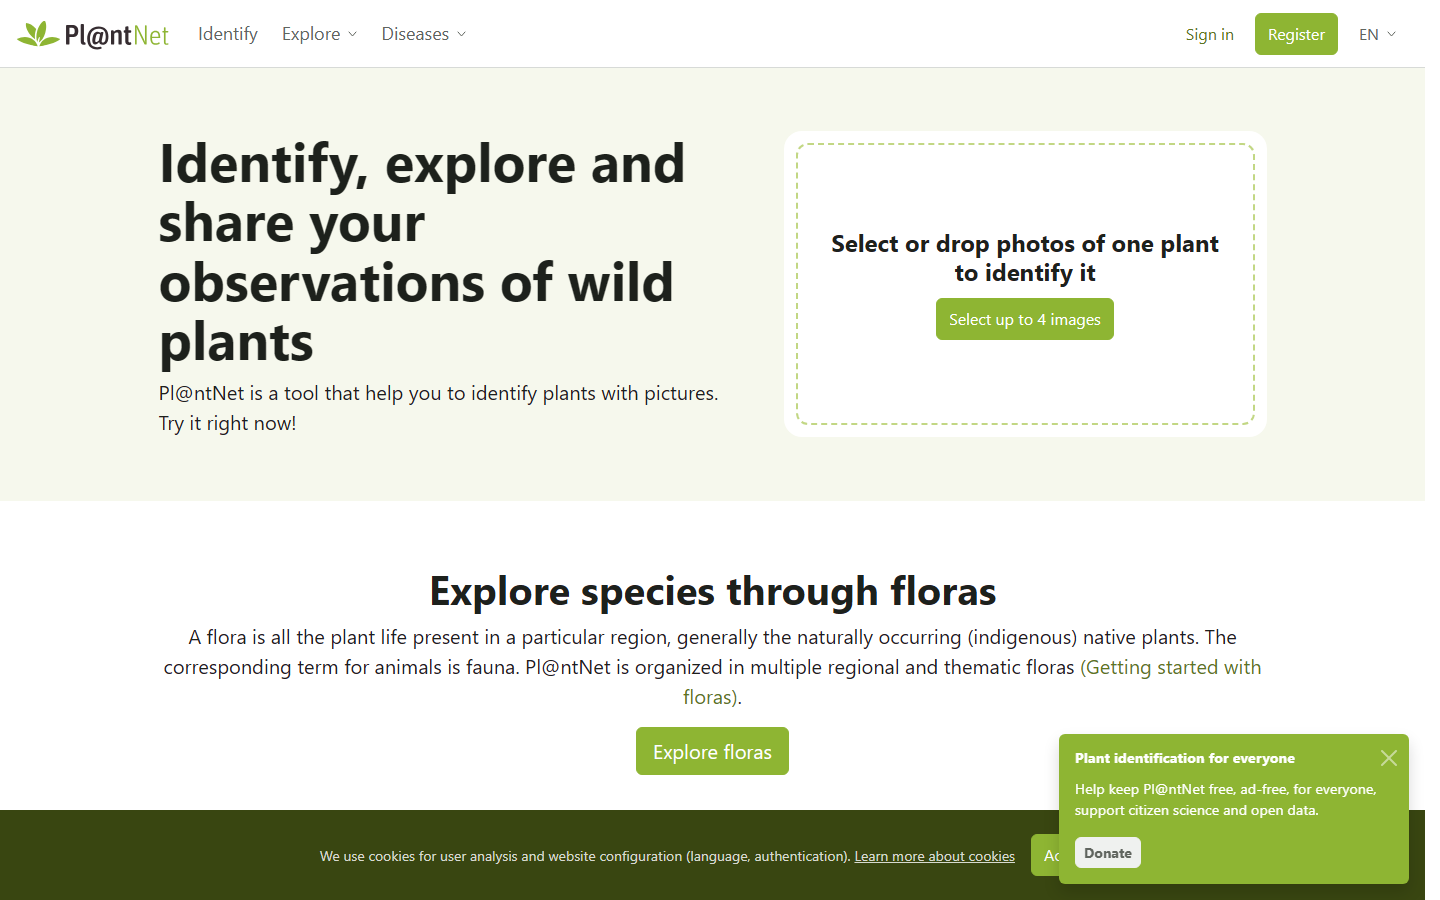 Pl@ntNet
Identify
Explore
Diseases
Sign in
Register
EN
Identify, explore and
share your
observations of wild
plants
Pl@ntNet is a tool that help you to identify plants with pictures.
Try it right now!
Select or drop photos of one plant
to identify it
Select up to 4 images
Explore species through floras
A flora is all the plant life present in a particular region, generally the naturally occurring (indigenous) native plants. The
corresponding term for animals is fauna. Pl@ntNet is organized in multiple regional and thematic floras (Getting started with
floras).
Explore floras
We use cookies for user analysis and website configuration (language, authentication). Learn more about cookies
Plant identification for everyone
Help keep Pl@ntNet free, ad-free, for everyone,
support citizen science and open data.
Donate